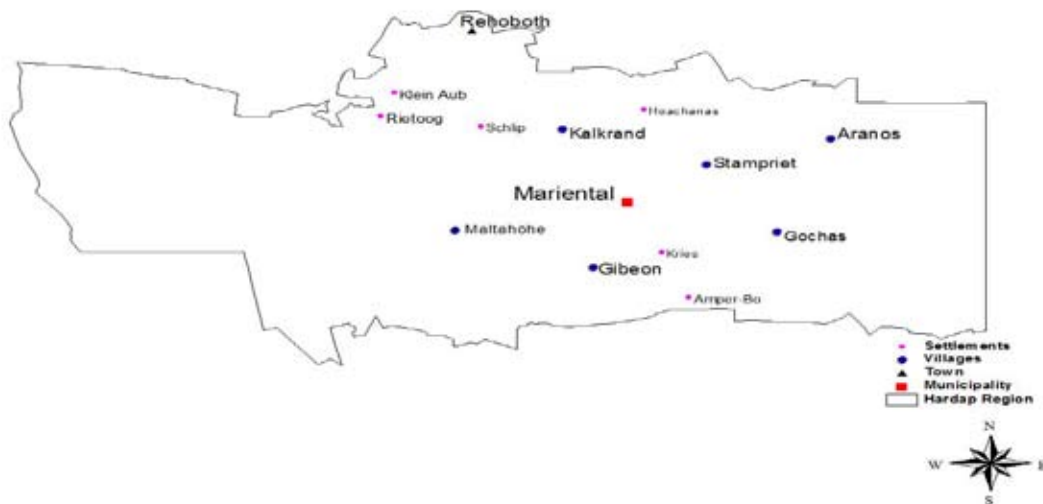 Rehoboth
Klein Aub
Hoachanas
Rietoog
Schlip
Kalkrand
Aranos
Stampriet
Mariental
Maltahöhe
Gochas
Kries
Gibeon
Amper-Bo
Settlements
Villages
Town
Municipality
Hardap Region
N
W
E
S